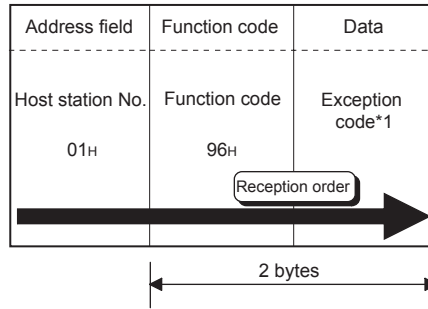 Address field Function code Data
Host station No. Function code Exception code*1
01H 96H
Reception order
2 bytes